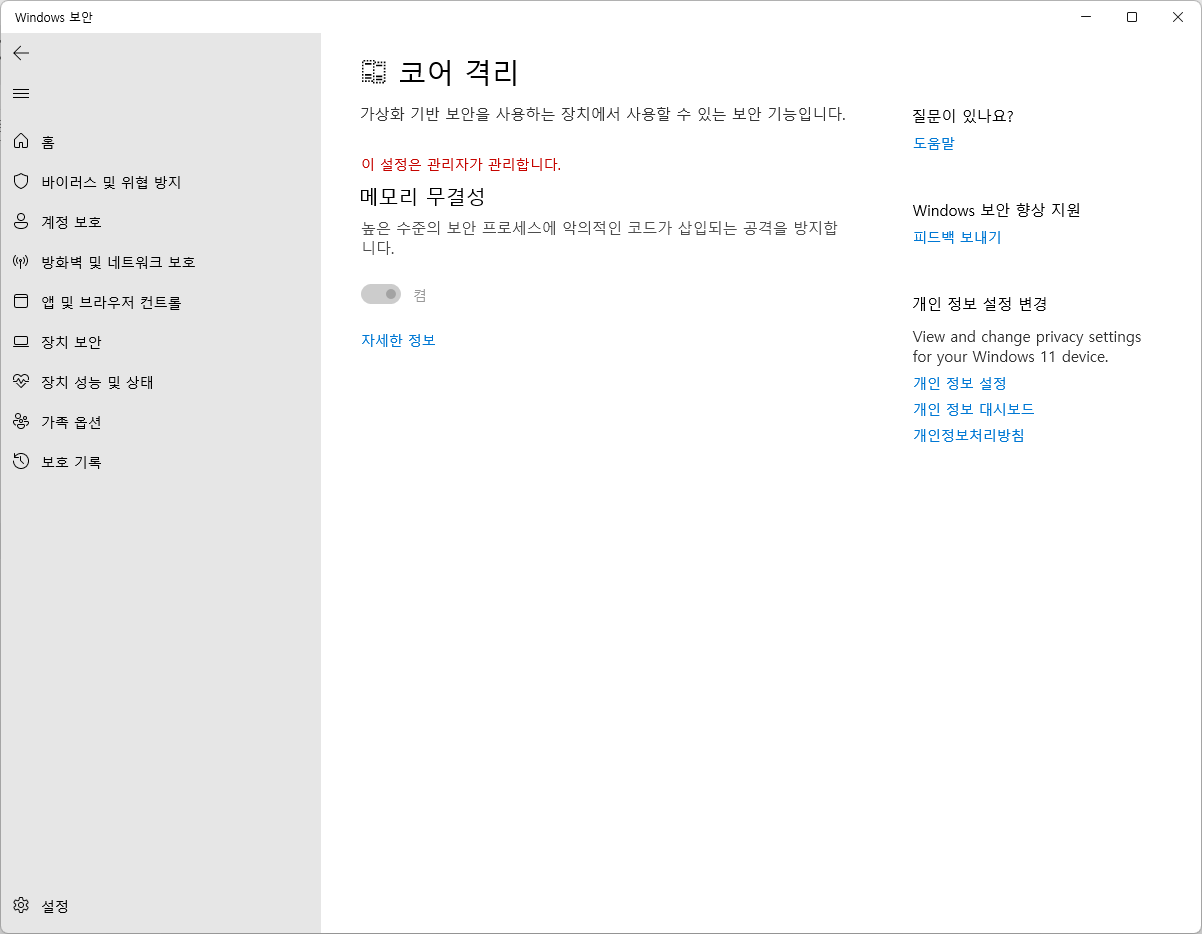 Windows 보안
홈
바이러스 및 위협 방지
계정 보호
방화벽 및 네트워크 보호
앱 및 브라우저 컨트롤
장치 보안
장치 성능 및 상태
가족 옵션
보호 기록
설정
코어 격리
가상화 기반 보안을 사용하는 장치에서 사용할 수 있는 보안 기능입니다.
이 설정은 관리자가 관리합니다.
메모리 무결성
높은 수준의 보안 프로세스에 악의적인 코드가 삽입되는 공격을 방지합
니다.
켬
자세한 정보
질문이 있나요?
도움말
Windows 보안 향상 지원
피드백 보내기
개인 정보 설정 변경
View and change privacy settings
for your Windows 11 device.
개인 정보 설정
개인 정보 대시보드
개인정보처리방침